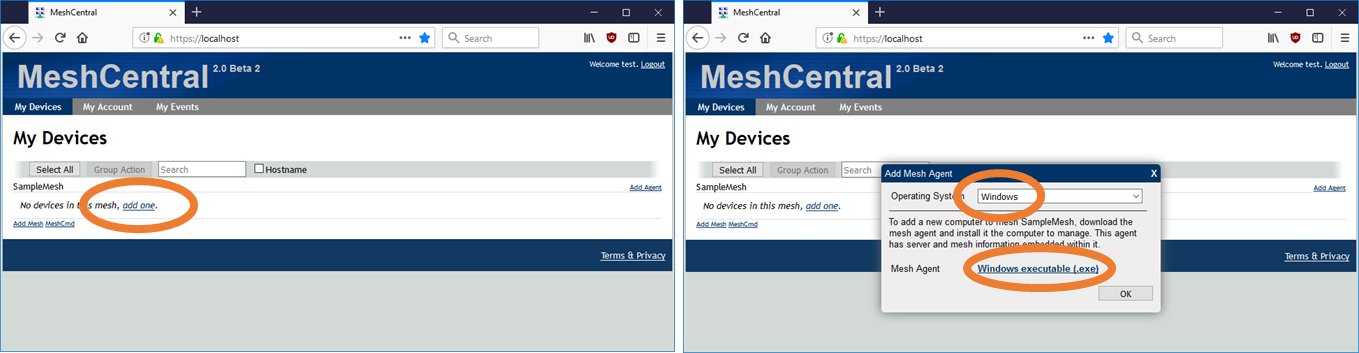 MeshCentral
https://localhost
Search
MeshCentral 2.0 Beta 2
Welcome test. Logout
My Devices My Account My Events
My Devices
Select All Group Action Search Hostname
SampleMesh Add Agent
No devices in this mesh, add one.
Add Mesh MeshCmd
Terms & Privacy
MeshCentral
https://localhost
Search
MeshCentral 2.0 Beta 2
Welcome test. Logout
My Devices My Account My Events
My Devices
Select All Group Action Search
SampleMesh Add Agent
No devices in this mesh, add one.
Add Mesh MeshCmd
Terms & Privacy
Add Mesh Agent X
Operating System Windows
To add a new computer to mesh SampleMesh, download the
mesh agent and install it the computer to manage. This agent
has server and mesh information embedded within it.
Mesh Agent Windows executable (.exe)
OK